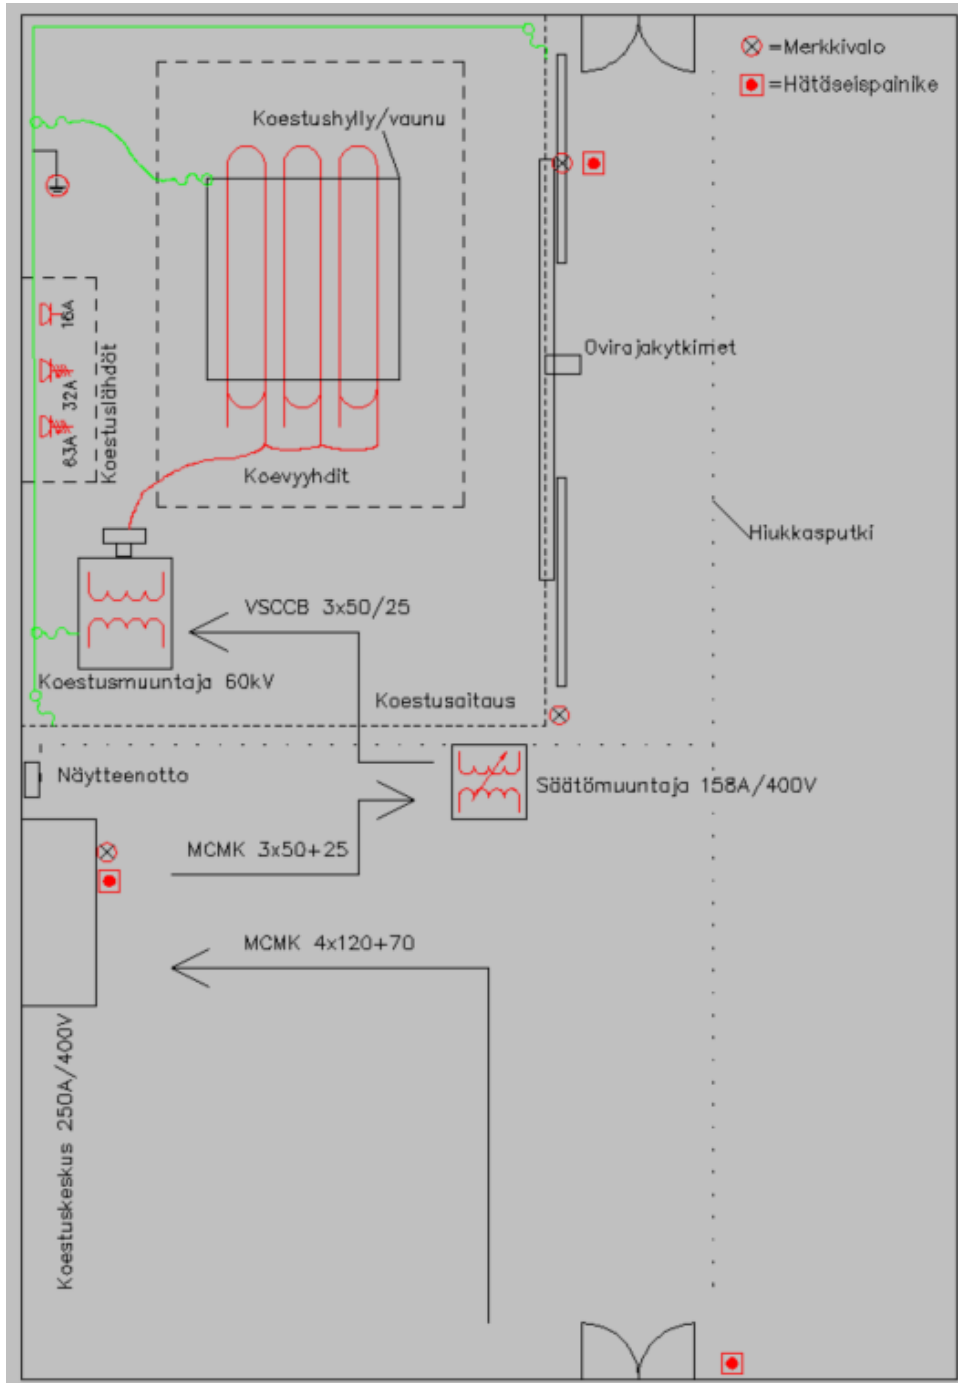 =Merkkivalo
=Hätäseispainike
Koestushylly/vaunu
16A
32A
63A
Koestuslähdöt
Ovirajakytkimet
Koevyyhdit
Hiukkasputki
VSCCB 3x50/25
Koestusmuuntaja 60kV
Koestusaitaus
Näytteenotto
Säätömuuntaja 158A/400V
MCMK 3x50+25
MCMK 4x120+70
Koestuskeskus 250A/400V